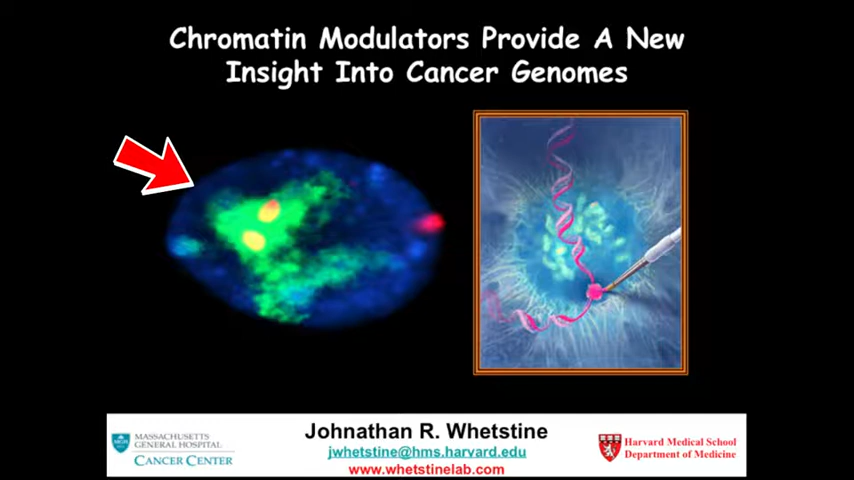 Chromatin Modulators Provide A New
Insight Into Cancer Genomes
MASSACHUSETTS
GENERAL HOSPITAL
CANCER CENTER
Johnathan R. Whetstine
jwhetstine@hms.harvard.edu
www.whetstinelab.com
Harvard Medical School
Department of Medicine